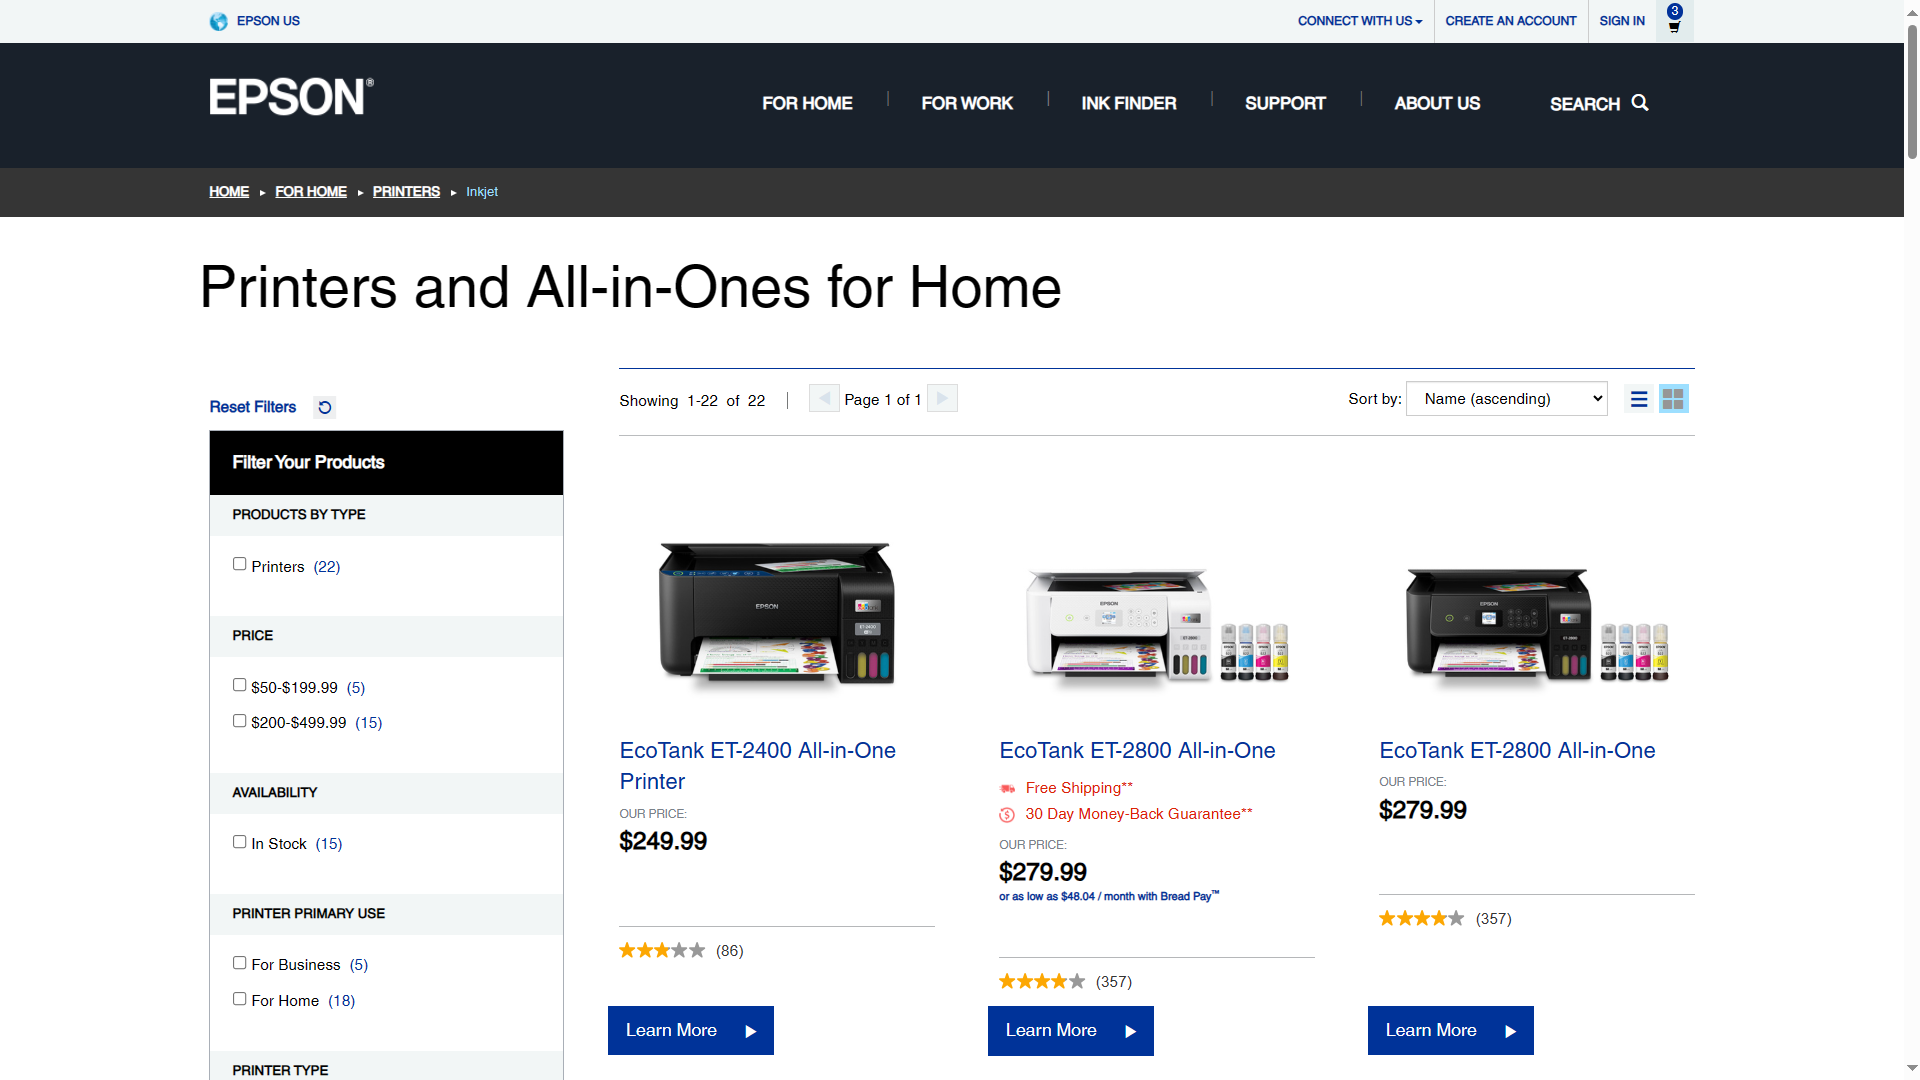 EPSON US
CONNECT WITH US
CREATE AN ACCOUNT
SIGN IN
3
EPSON®
FOR HOME
FOR WORK
INK FINDER
SUPPORT
ABOUT US
SEARCH
HOME ▸ FOR HOME ▸ PRINTERS ▸ Inkjet
Printers and All-in-Ones for Home
Reset Filters
Showing 1-22 of 22 | Page 1 of 1
Sort by: Name (ascending)
Filter Your Products
PRODUCTS BY TYPE
Printers (22)
PRICE
$50-$199.99 (5)
$200-$499.99 (15)
AVAILABILITY
In Stock (15)
PRINTER PRIMARY USE
For Business (5)
For Home (18)
PRINTER TYPE
EPSON
EcoTank ET-2400 All-in-One
Printer
OUR PRICE:
$249.99
(86)
Learn More
EPSON
EcoTank ET-2800 All-in-One
Free Shipping**
30 Day Money-Back Guarantee**
OUR PRICE:
$279.99
or as low as $48.04 / month with Bread Pay™
(357)
Learn More
EPSON
EcoTank ET-2800 All-in-One
OUR PRICE:
$279.99
(357)
Learn More